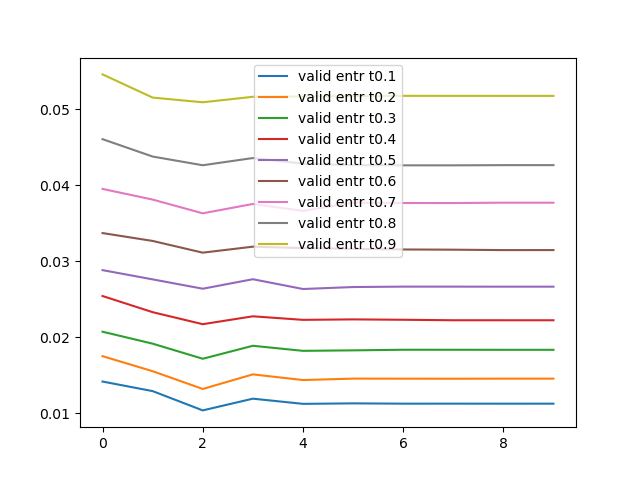 valid entr t0.1
valid entr t0.2
valid entr t0.3
valid entr t0.4
valid entr t0.5
valid entr t0.6
valid entr t0.7
valid entr t0.8
valid entr t0.9
0.05
0.04
0.03
0.02
0.01
0 2 4 6 8